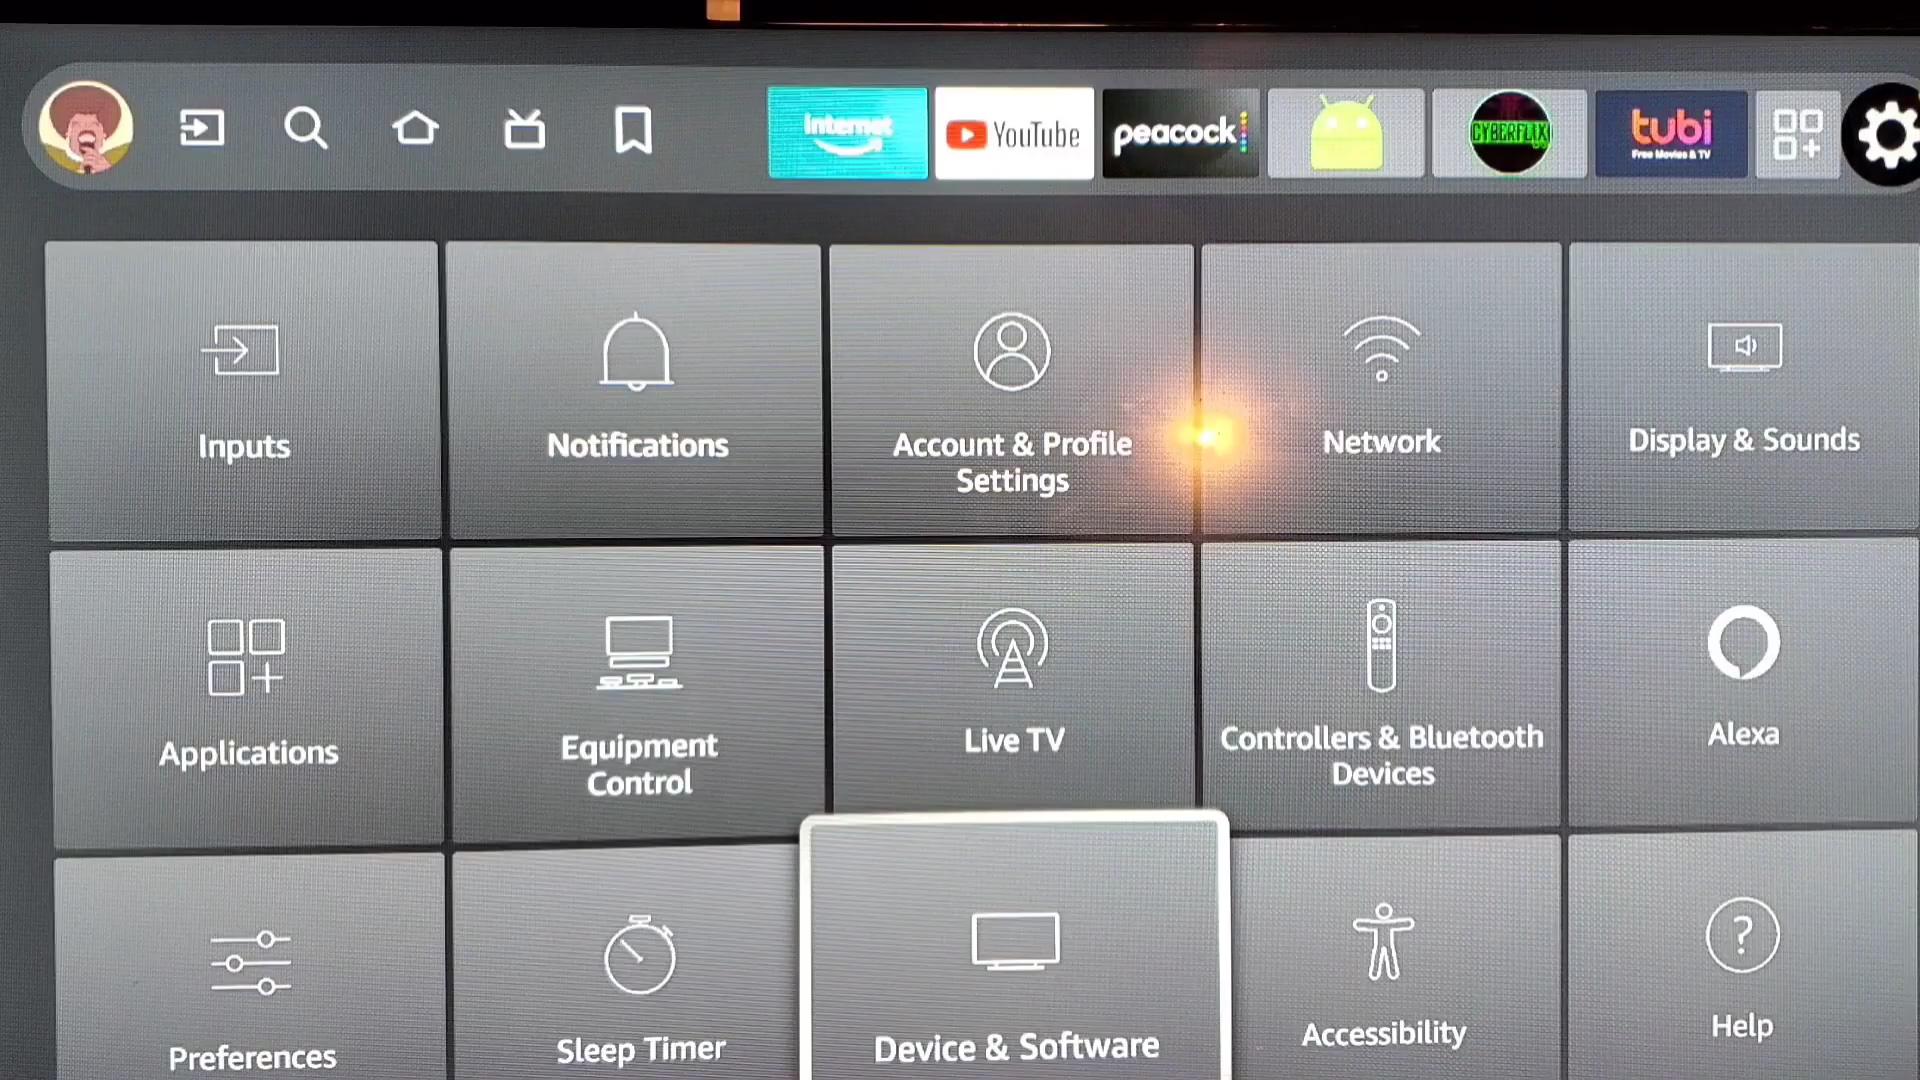 Internet
YouTube
peacock
CYBERFLIX
tubi
Free Movies & TV
Inputs
Notifications
Account & Profile
Settings
Network
Display & Sounds
Applications
Equipment
Control
Live TV
Controllers & Bluetooth
Devices
Alexa
Preferences
Sleep Timer
Device & Software
Accessibility
Help